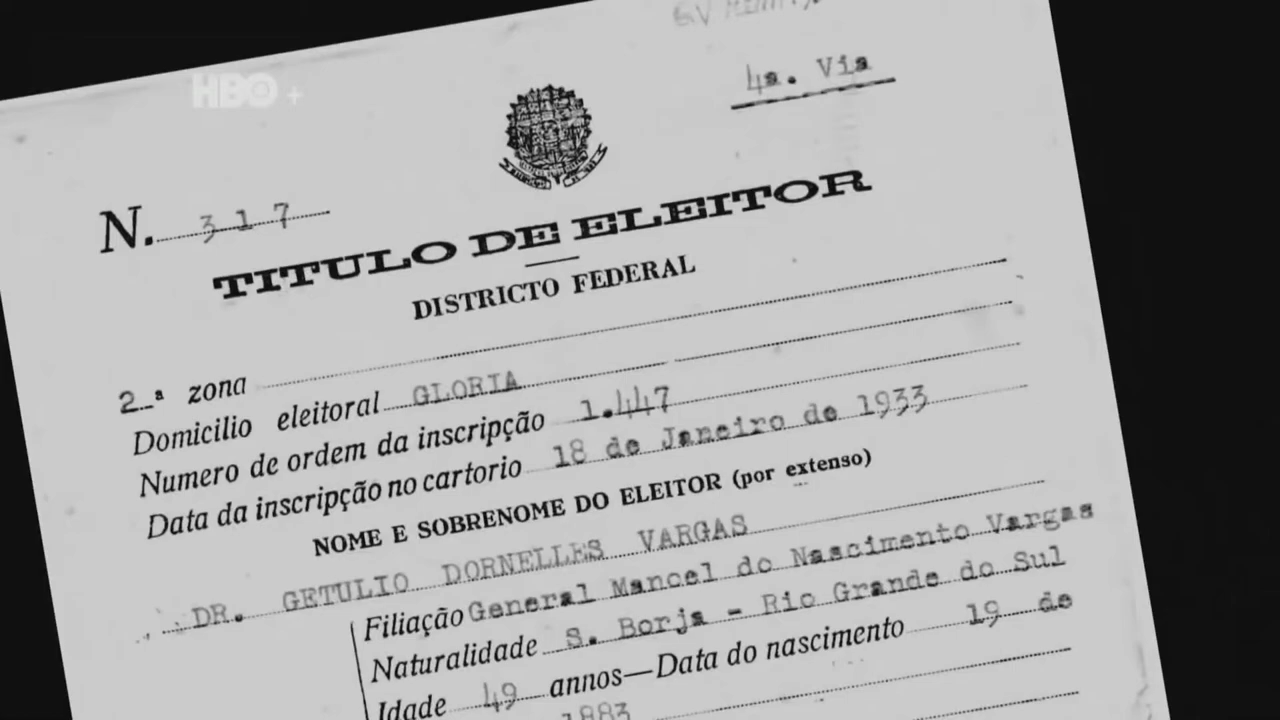 HBO +
4a. Via
N. 317
TITULO DE ELEITOR
DISTRICTO FEDERAL
2.ª zona
Domicilio eleitoral GLORIA
Numero de ordem da inscripção 1.447
Data da inscripção no cartorio 18 de Janeiro de 1933
NOME E SOBRENOME DO ELEITOR (por extenso)
DR. GETULIO DORNELLES VARGAS
Filiação General Manoel do Nascimento Vargas
Naturalidade S. Borja - Rio Grande do Sul
Idade 49 annos—Data do nascimento 19 de
1883